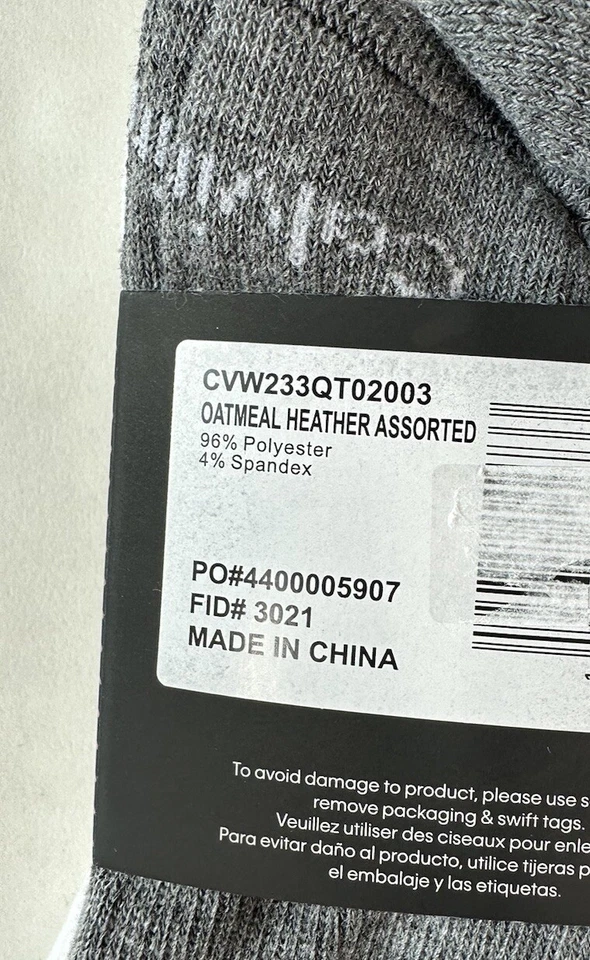 CVW233QT02003
OATMEAL HEATHER ASSORTED
96% Polyester
4% Spandex
PO#4400005907
FID# 3021
MADE IN CHINA
To avoid damage to product, please use
remove packaging & swift tags.
Veuillez utiliser des ciseaux pour
Para evitar daño al producto, utilice tijeras
el embalaje y las etiquetas.